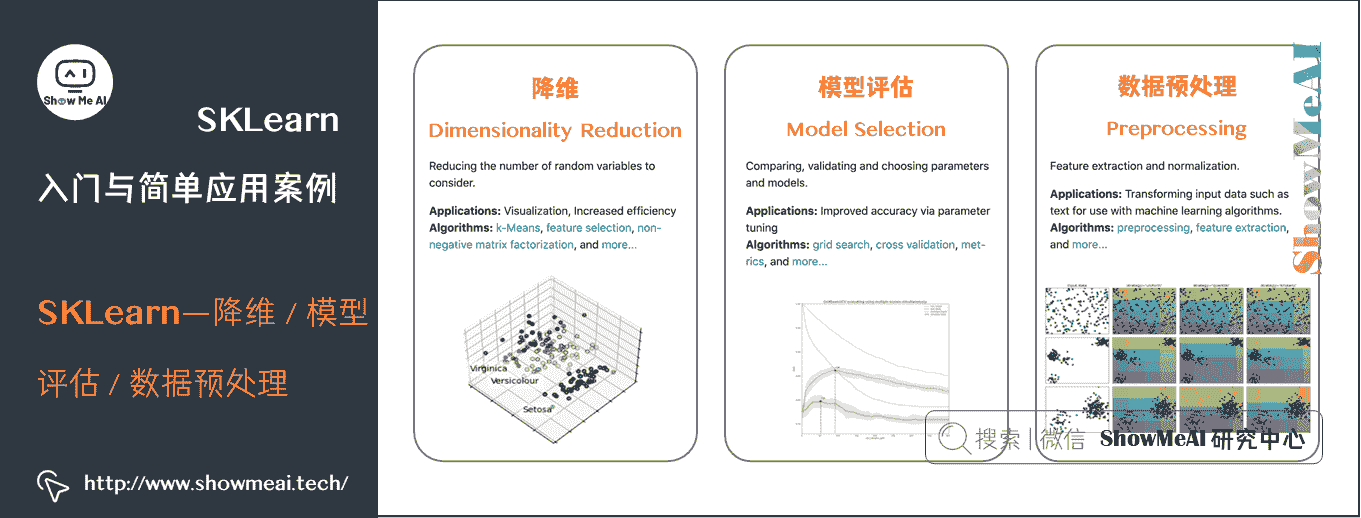 Show Me AI
SKLearn
入门与简单应用案例
SKLearn—降维 / 模型
评估 / 数据预处理
http://www.showmeai.tech/
降维
Dimensionality Reduction
Reducing the number of random variables to
consider.
Applications: Visualization, Increased efficiency
Algorithms: k-Means, feature selection, non-
negative matrix factorization, and more...
Virginica
Versicolour
Setosa
模型评估
Model Selection
Comparing, validating and choosing parameters
and models.
Applications: Improved accuracy via parameter
tuning
Algorithms: grid search, cross validation, met-
rics, and more...
数据预处理
Preprocessing
Feature extraction and normalization.
Applications: Transforming input data such as
text for use with machine learning algorithms.
Algorithms: preprocessing, feature extraction,
and more...
ShowMeAI
搜索 | 微信 ShowMeAI 研究中心